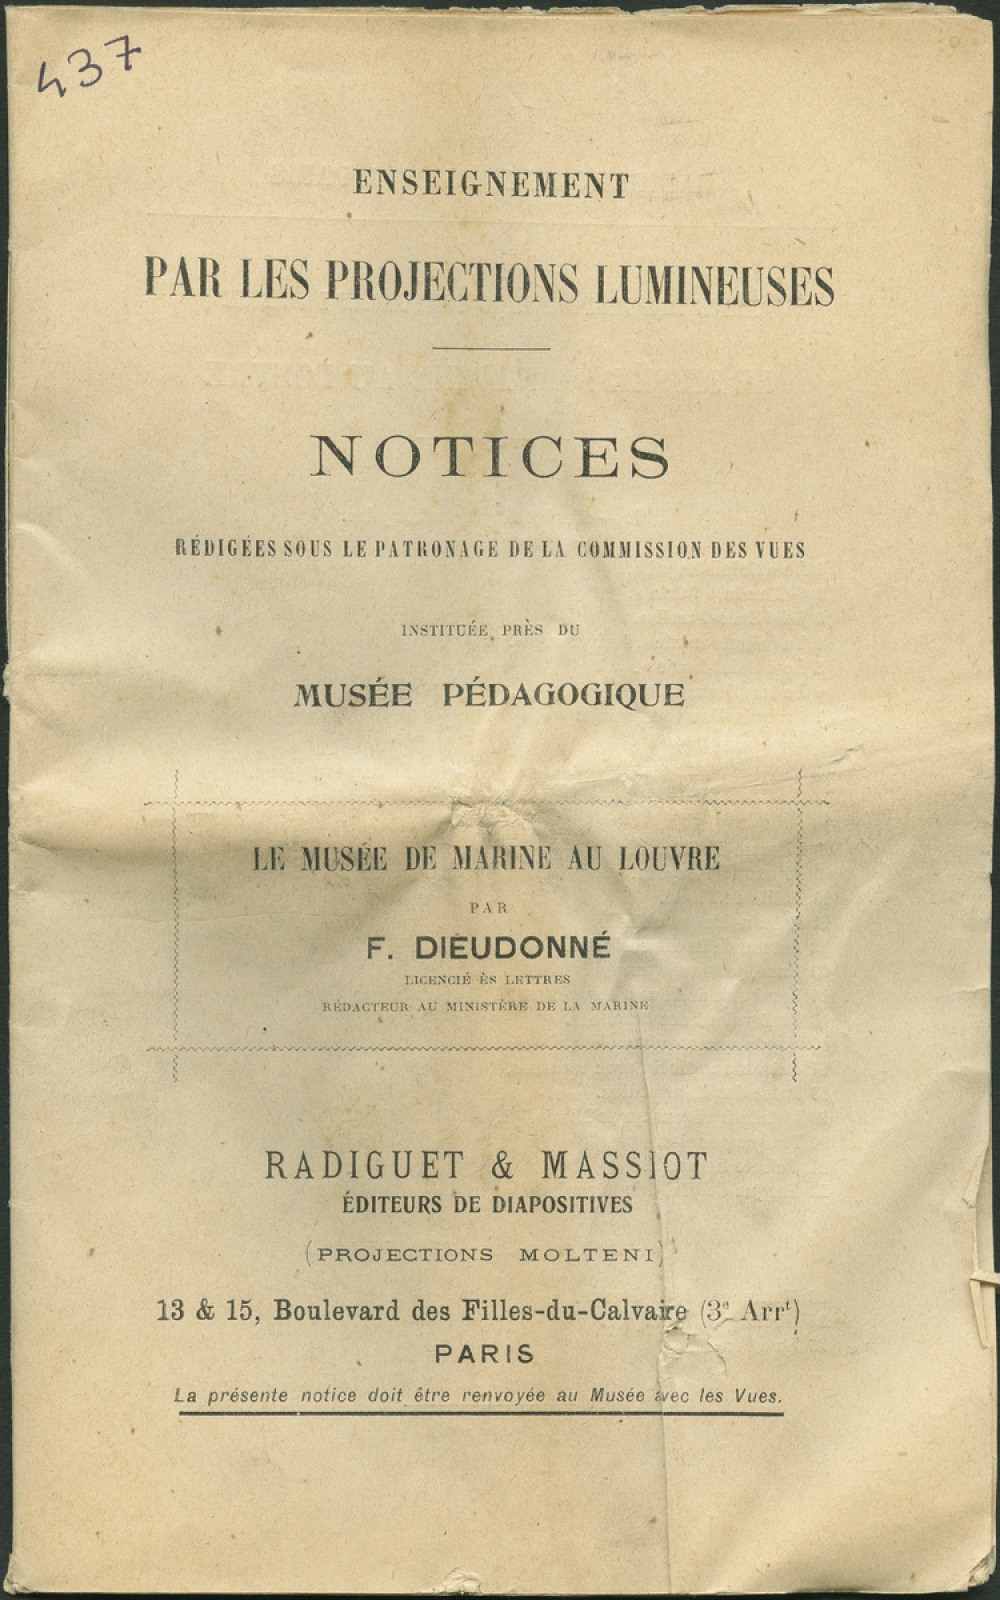 437
ENSEIGNEMENT
PAR LES PROJECTIONS LUMINEUSES
NOTICES
RÉDIGÉES SOUS LE PATRONAGE DE LA COMMISSION DES VUES
INSTITUÉE PRÈS DU
MUSÉE PÉDAGOGIQUE
LE MUSÉE DE MARINE AU LOUVRE
PAR
F. DIEUDONNÉ
LICENCIÉ ÈS LETTRES
RÉDACTEUR AU MINISTÈRE DE LA MARINE
RADIGUET & MASSIOT
ÉDITEURS DE DIAPOSITIVES
(PROJECTIONS MOLTENI)
13 & 15, Boulevard des Filles-du-Calvaire (3e Arrt)
PARIS
La présente notice doit être renvoyée au Musée avec les Vues.